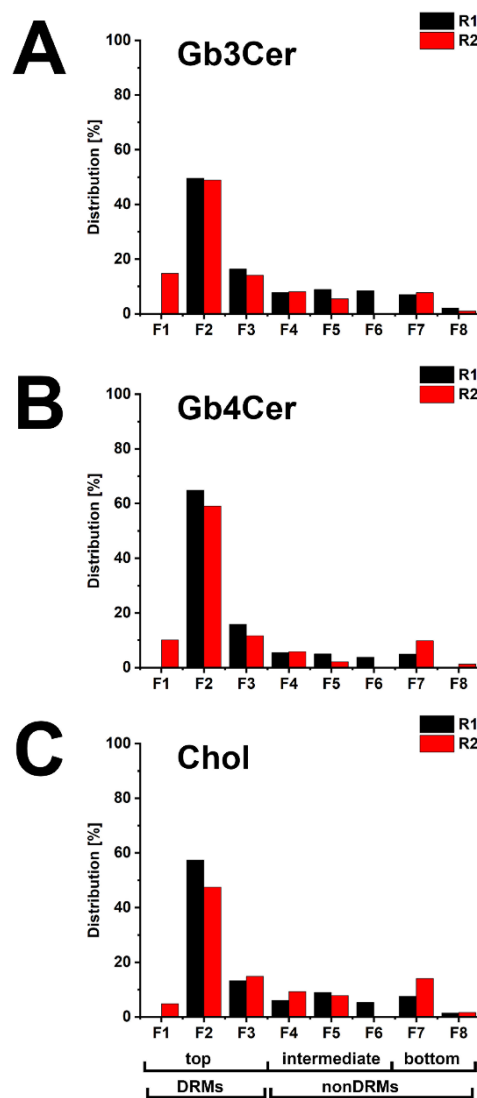 A
Gb3Cer
R1
R2
Distribution [%]
100
80
60
40
20
0
F1 F2 F3 F4 F5 F6 F7 F8
B
Gb4Cer
R1
R2
Distribution [%]
100
80
60
40
20
0
F1 F2 F3 F4 F5 F6 F7 F8
C
Chol
R1
R2
Distribution [%]
100
80
60
40
20
0
F1 F2 F3 F4 F5 F6 F7 F8
top intermediate bottom
DRMs nonDRMs